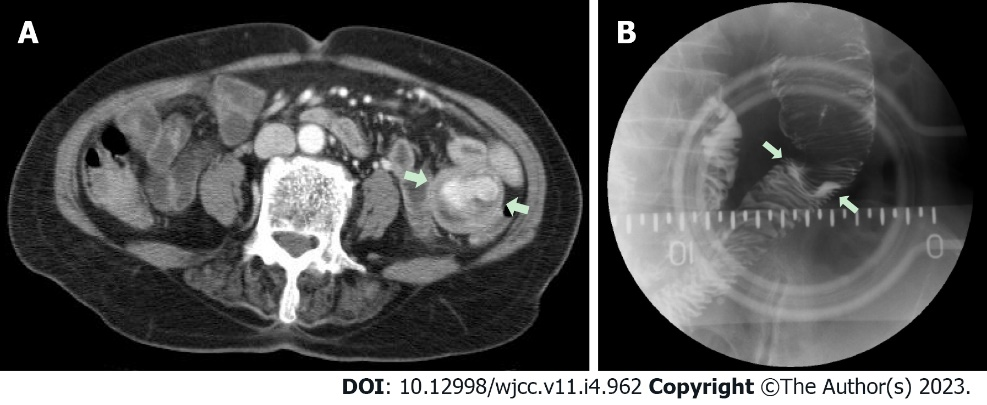 A
B
01
0
DOI: 10.12998/wjcc.v11.i4.962 Copyright ©The Author(s) 2023.